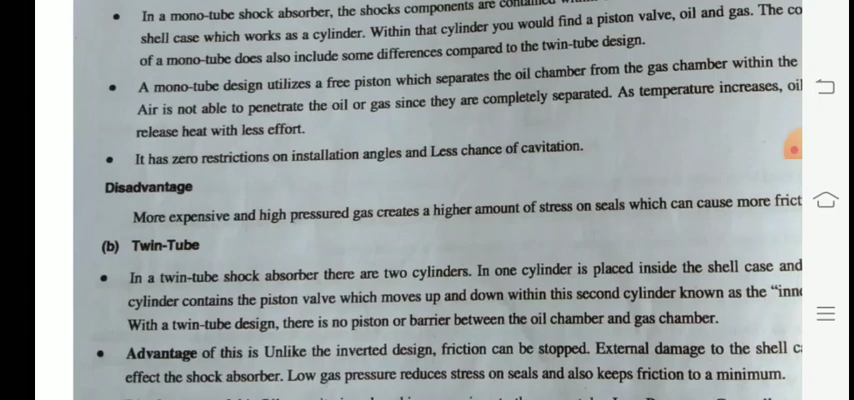 • In a mono-tube shock absorber, the shocks components are
shell case which works as a cylinder. Within that cylinder you would find a piston valve, oil and gas. The co
of a mono-tube does also include some differences compared to the twin-tube design.
• A mono-tube design utilizes a free piston which separates the oil chamber from the gas chamber within the
Air is not able to penetrate the oil or gas since they are completely separated. As temperature increases, oil
release heat with less effort.
• It has zero restrictions on installation angles and Less chance of cavitation.
Disadvantage
More expensive and high pressured gas creates a higher amount of stress on seals which can cause more frict
(b) Twin-Tube
• In a twin-tube shock absorber there are two cylinders. In one cylinder is placed inside the shell case and
cylinder contains the piston valve which moves up and down within this second cylinder known as the “inn
With a twin-tube design, there is no piston or barrier between the oil chamber and gas chamber.
• Advantage of this is Unlike the inverted design, friction can be stopped. External damage to the shell c
effect the shock absorber. Low gas pressure reduces stress on seals and also keeps friction to a minimum.